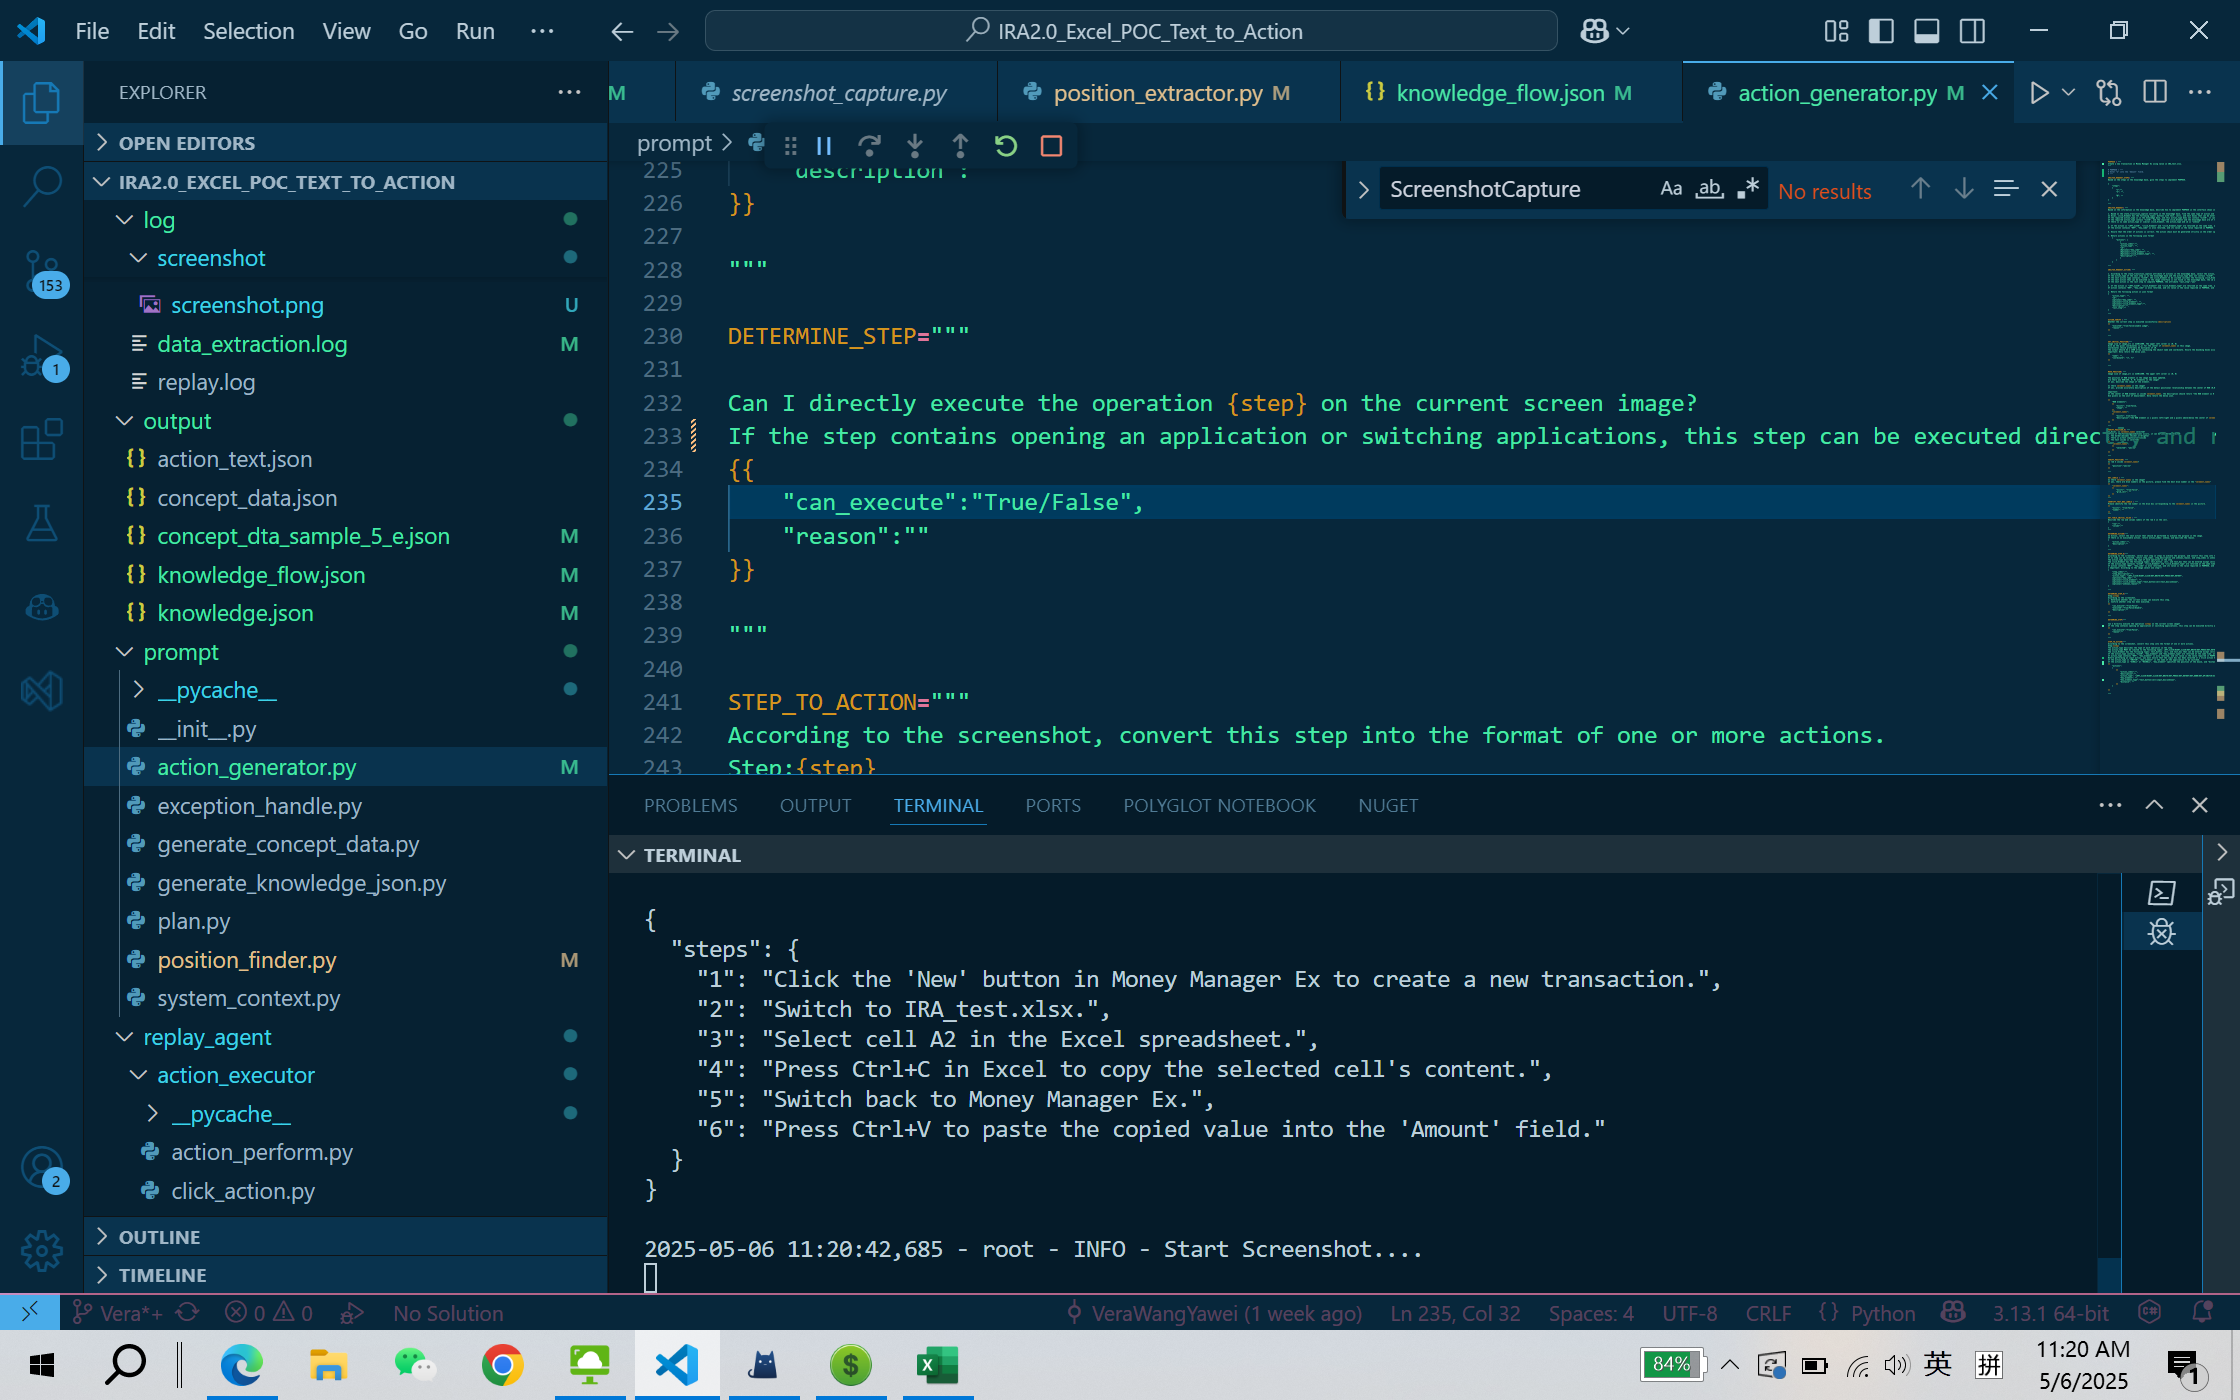 File Edit Selection View Go Run ···
IRA2.0_Excel_POC_Text_to_Action
EXPLORER
OPEN EDITORS
IRA2.0_EXCEL_POC_TEXT_TO_ACTION
log
screenshot
screenshot.png U
data_extraction.log M
replay.log
output
action_text.json
concept_data.json
concept_dta_sample_5_e.json M
knowledge_flow.json M
knowledge.json M
prompt
__pycache__
__init__.py
action_generator.py M
exception_handle.py
generate_concept_data.py
generate_knowledge_json.py
plan.py
position_finder.py M
system_context.py
replay_agent
action_executor
__pycache__
action_perform.py
click_action.py
OUTLINE
TIMELINE
153
1
2
M screenshot_capture.py position_extractor.py M knowledge_flow.json M action_generator.py M
prompt
ScreenshotCapture Aa ab No results
225 "description":
226 }}
227
228 """
229
230 DETERMINE_STEP="""
231
232 Can I directly execute the operation {step} on the current screen image?
233 If the step contains opening an application or switching applications, this step can be executed directly and r
234 {{
235 "can_execute":"True/False",
236 "reason":""
237 }}
238
239 """
240
241 STEP_TO_ACTION="""
242 According to the screenshot, convert this step into the format of one or more actions.
243 Step:{step}
PROBLEMS OUTPUT TERMINAL PORTS POLYGLOT NOTEBOOK NUGET
TERMINAL
{
"steps": {
"1": "Click the 'New' button in Money Manager Ex to create a new transaction.",
"2": "Switch to IRA_test.xlsx.",
"3": "Select cell A2 in the Excel spreadsheet.",
"4": "Press Ctrl+C in Excel to copy the selected cell's content.",
"5": "Switch back to Money Manager Ex.",
"6": "Press Ctrl+V to paste the copied value into the 'Amount' field."
}
}
2025-05-06 11:20:42,685 - root - INFO - Start Screenshot....
Vera*+ 0 0 No Solution VeraWangYawei (1 week ago) Ln 235, Col 32 Spaces: 4 UTF-8 CRLF {} Python 3.13.1 64-bit
84% 英 拼 11:20 AM
5/6/2025
1